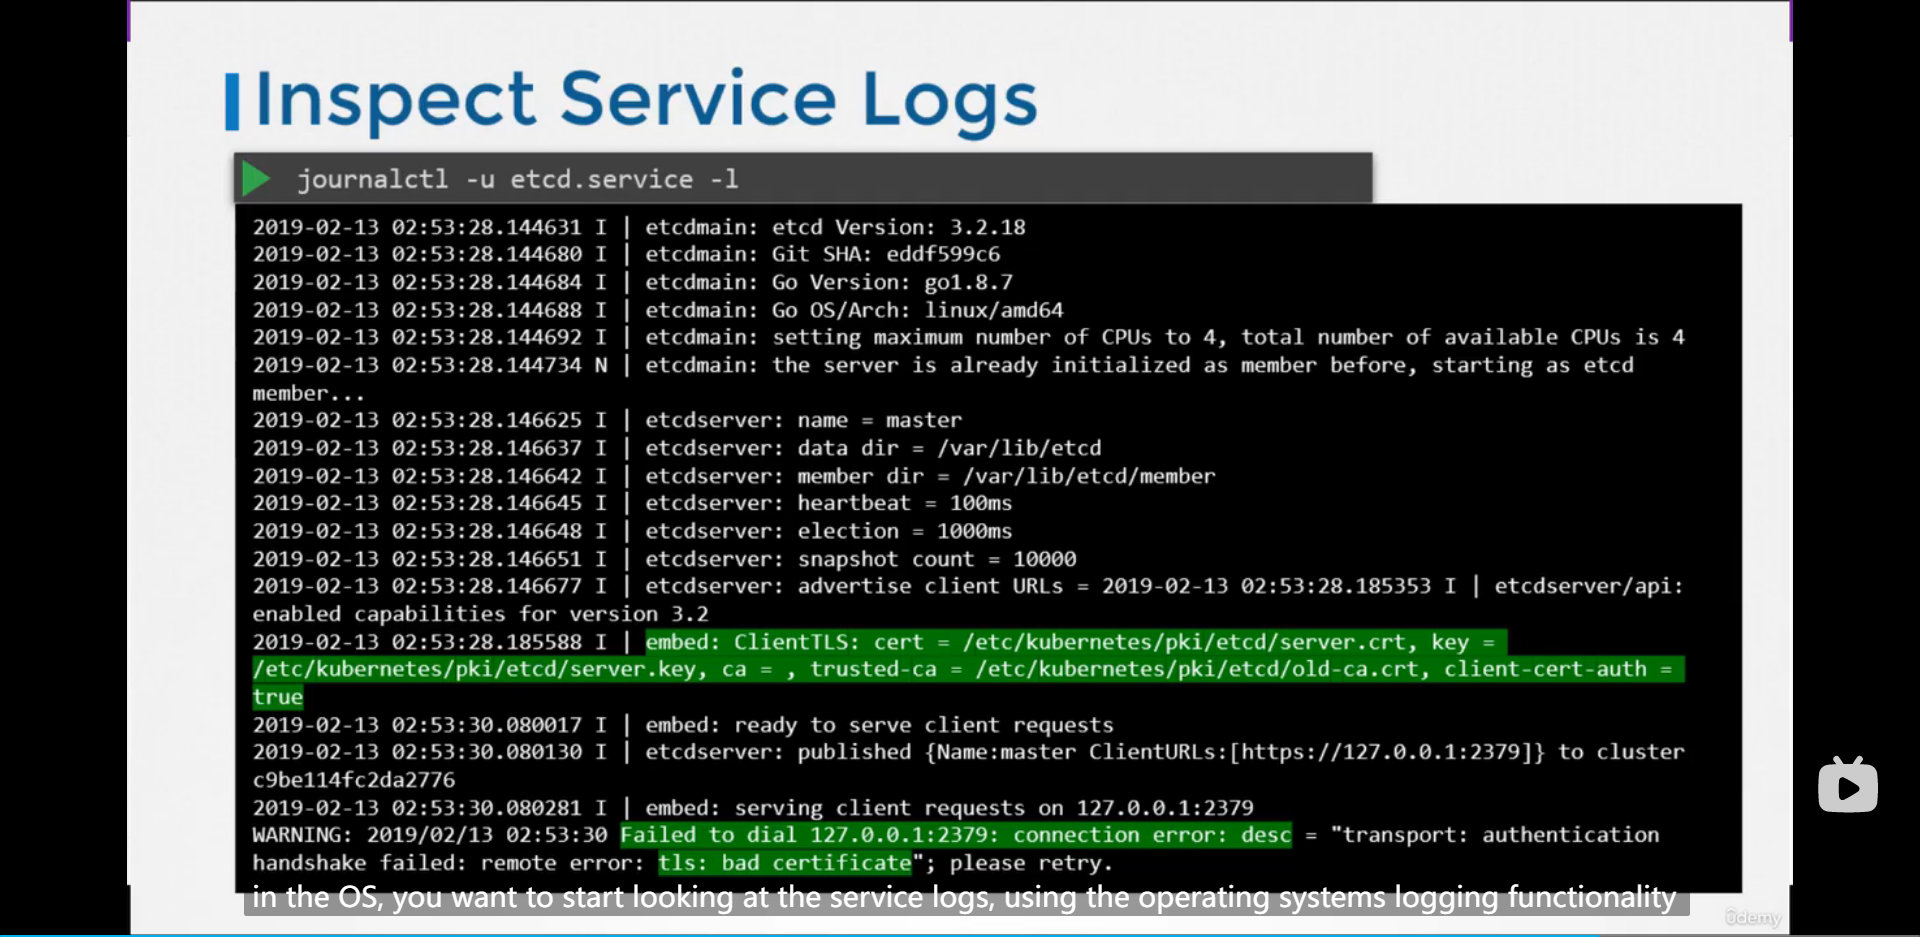 Inspect Service Logs
journalctl -u etcd.service -l
2019-02-13 02:53:28.144631 I | etcdmain: etcd Version: 3.2.18
2019-02-13 02:53:28.144680 I | etcdmain: Git SHA: eddf599c6
2019-02-13 02:53:28.144684 I | etcdmain: Go Version: go1.8.7
2019-02-13 02:53:28.144688 I | etcdmain: Go OS/Arch: linux/amd64
2019-02-13 02:53:28.144692 I | etcdmain: setting maximum number of CPUs to 4, total number of available CPUs is 4
2019-02-13 02:53:28.144734 N | etcdmain: the server is already initialized as member before, starting as etcd
member...
2019-02-13 02:53:28.146625 I | etcdserver: name = master
2019-02-13 02:53:28.146637 I | etcdserver: data dir = /var/lib/etcd
2019-02-13 02:53:28.146642 I | etcdserver: member dir = /var/lib/etcd/member
2019-02-13 02:53:28.146645 I | etcdserver: heartbeat = 100ms
2019-02-13 02:53:28.146648 I | etcdserver: election = 1000ms
2019-02-13 02:53:28.146651 I | etcdserver: snapshot count = 10000
2019-02-13 02:53:28.146677 I | etcdserver: advertise client URLs = 2019-02-13 02:53:28.185353 I | etcdserver/api:
enabled capabilities for version 3.2
2019-02-13 02:53:28.185588 I | embed: ClientTLS: cert = /etc/kubernetes/pki/etcd/server.crt, key =
/etc/kubernetes/pki/etcd/server.key, ca = , trusted-ca = /etc/kubernetes/pki/etcd/old-ca.crt, client-cert-auth =
true
2019-02-13 02:53:30.080017 I | embed: ready to serve client requests
2019-02-13 02:53:30.080130 I | etcdserver: published {Name:master ClientURLs:[https://127.0.0.1:2379]} to cluster
c9be114fc2da2776
2019-02-13 02:53:30.080281 I | embed: serving client requests on 127.0.0.1:2379
WARNING: 2019/02/13 02:53:30 Failed to dial 127.0.0.1:2379: connection error: desc = "transport: authentication
handshake failed: remote error: tls: bad certificate"; please retry.
in the OS, you want to start looking at the service logs, using the operating systems logging functionality
ûdemy